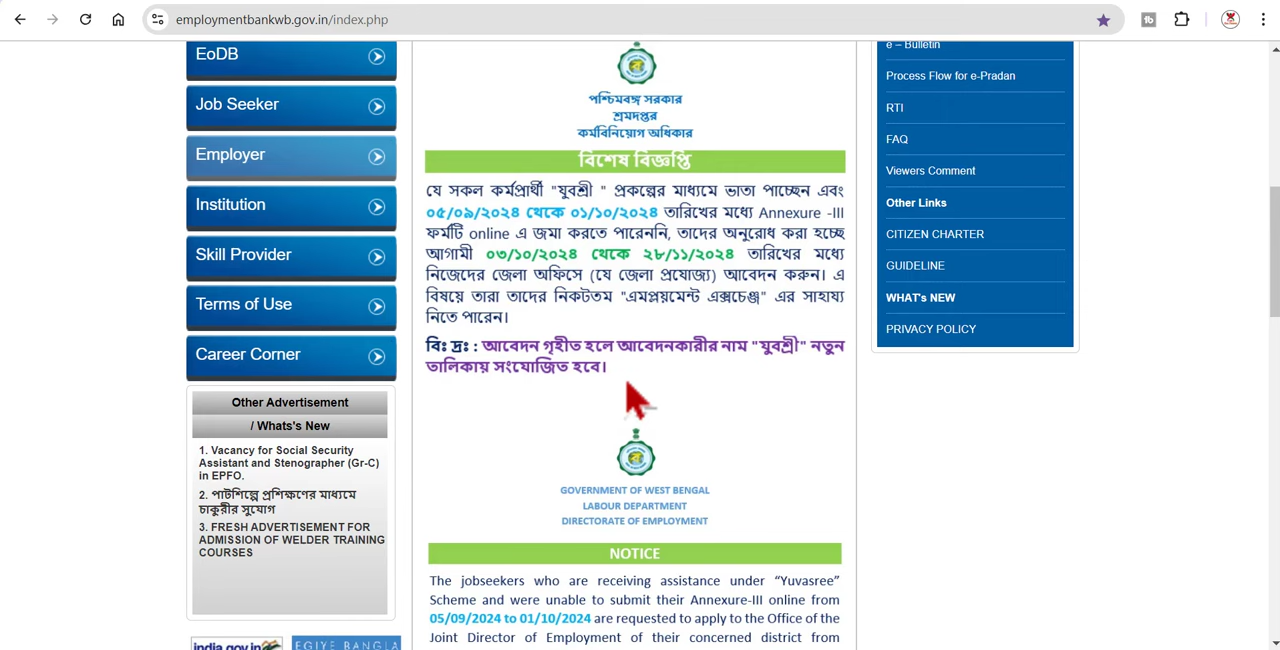 employmentbankwb.gov.in/index.php
EoDB
Job Seeker
Employer
Institution
Skill Provider
Terms of Use
Career Corner
Other Advertisement
/ Whats's New
1. Vacancy for Social Security
Assistant and Stenographer (Gr-C)
in EPFO.
2. পাটশিল্পে প্রশিক্ষণের মাধ্যমে
চাকুরীর সুযোগ
3. FRESH ADVERTISEMENT FOR
ADMISSION OF WELDER TRAINING
COURSES
india.gov.in
EGIYE BANGLA
পশ্চিমবঙ্গ সরকার
শ্রমদপ্তর
কর্মবিনিয়োগ অধিকার
বিশেষ বিজ্ঞপ্তি
যে সকল কর্মপ্রার্থী "যুবশ্রী " প্রকল্পের মাধ্যমে ভাতা পাচ্ছেন এবং
০৫/০৯/২০২৪ থেকে ০১/১০/২০২৪ তারিখের মধ্যে Annexure -III
ফর্মটি online এ জমা করতে পারেননি, তাদের অনুরোধ করা হচ্ছে
আগামী ০৩/১০/২০২৪ থেকে ২৮/১১/২০২৪ তারিখের মধ্যে
নিজেদের জেলা অফিসে (যে জেলা প্রযোজ্য) আবেদন করুন। এ
বিষয়ে তারা তাদের নিকটতম "এমপ্লয়মেন্ট এক্সচেঞ্জ" এর সাহায্য
নিতে পারেন।
বিঃ দ্রঃ : আবেদন গৃহীত হলে আবেদনকারীর নাম "যুবশ্রী" নতুন
তালিকায় সংযোজিত হবে।
GOVERNMENT OF WEST BENGAL
LABOUR DEPARTMENT
DIRECTORATE OF EMPLOYMENT
NOTICE
The jobseekers who are receiving assistance under “Yuvasree”
Scheme and were unable to submit their Annexure-III online from
05/09/2024 to 01/10/2024 are requested to apply to the Office of the
Joint Director of Employment of their concerned district from
e – Bulletin
Process Flow for e-Pradan
RTI
FAQ
Viewers Comment
Other Links
CITIZEN CHARTER
GUIDELINE
WHAT's NEW
PRIVACY POLICY